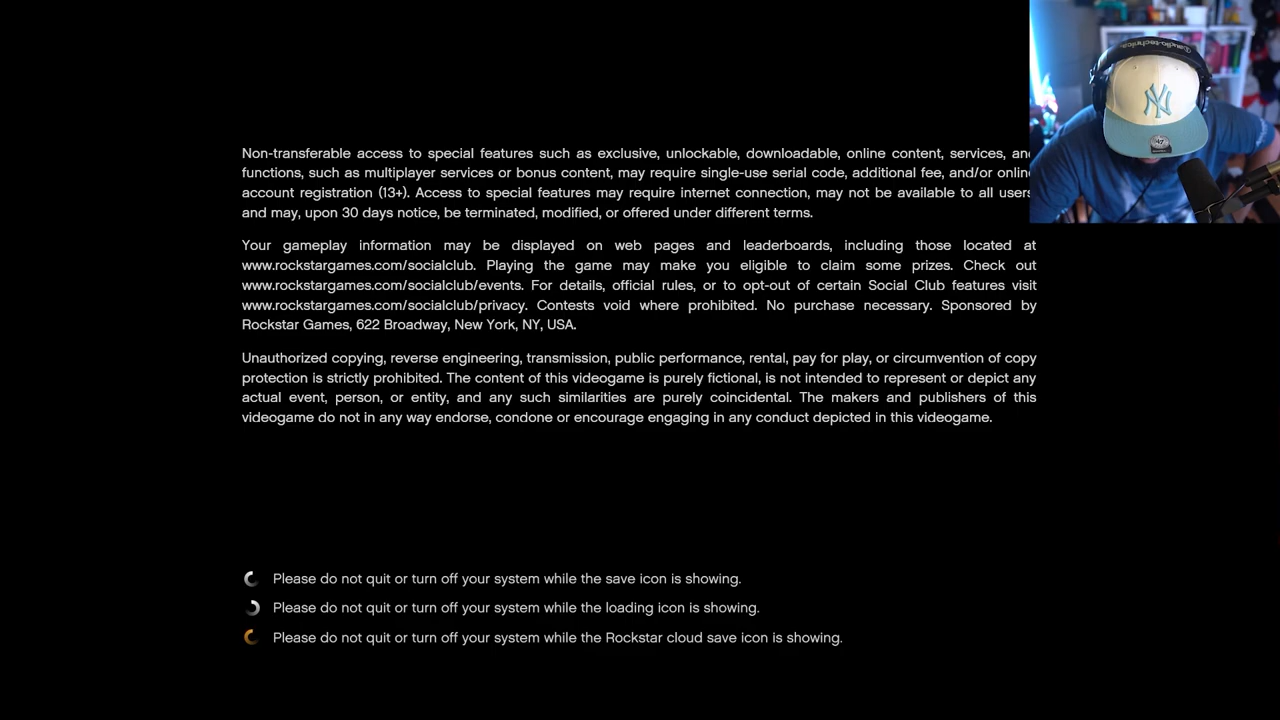 audio-technica
NY
'47
Non-transferable access to special features such as exclusive, unlockable, downloadable, online content, services, and
functions, such as multiplayer services or bonus content, may require single-use serial code, additional fee, and/or online
account registration (13+). Access to special features may require internet connection, may not be available to all users
and may, upon 30 days notice, be terminated, modified, or offered under different terms.
Your gameplay information may be displayed on web pages and leaderboards, including those located at
www.rockstargames.com/socialclub. Playing the game may make you eligible to claim some prizes. Check out
www.rockstargames.com/socialclub/events. For details, official rules, or to opt-out of certain Social Club features visit
www.rockstargames.com/socialclub/privacy. Contests void where prohibited. No purchase necessary. Sponsored by
Rockstar Games, 622 Broadway, New York, NY, USA.
Unauthorized copying, reverse engineering, transmission, public performance, rental, pay for play, or circumvention of copy
protection is strictly prohibited. The content of this videogame is purely fictional, is not intended to represent or depict any
actual event, person, or entity, and any such similarities are purely coincidental. The makers and publishers of this
videogame do not in any way endorse, condone or encourage engaging in any conduct depicted in this videogame.
Please do not quit or turn off your system while the save icon is showing.
Please do not quit or turn off your system while the loading icon is showing.
Please do not quit or turn off your system while the Rockstar cloud save icon is showing.